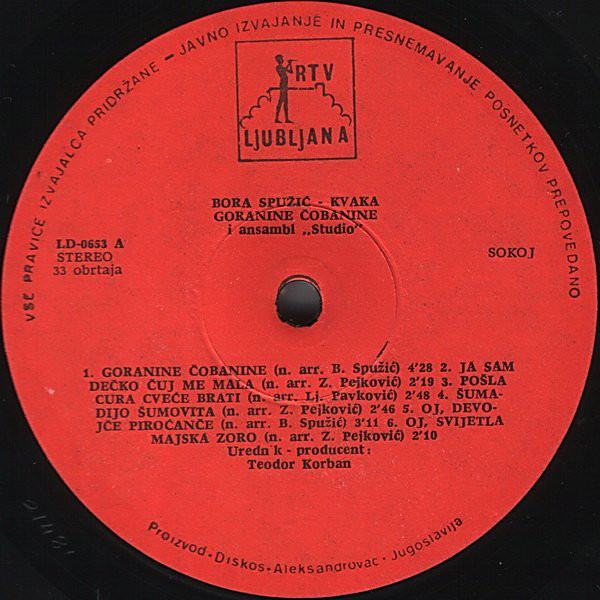 VSE PRAVICE IZVAJALCA PRIDRŽANE — JAVNO IZVAJANJE IN PRESNEMAVANJE POSNETKOV PREPOVEDANO
RTV
LJUBLJANA
BORA SPUŽIĆ - KVAKA
GORANINE ČOBANINE
i ansambl „Studio"
LD-0653 A
STEREO
33 obrtaja
SOKOJ
1. GORANINE ČOBANINE (n. arr. B. Spužić) 4'28 2. JA SAM
DEČKO ČUJ ME MALA (n. arr. Z. Pejković) 2'19 3. POŠLA
CURA CVEĆE BRATI (n. arr. Lj. Pavković) 2'48 4. ŠUMA-
DIJO ŠUMOVITA (n. arr. Z. Pejković) 2'46 5. OJ, DEVO-
JČE PIROĆANČE (n. arr. B. Spužić) 3'11 6. OJ, SVIJETLA
MAJSKA ZORO (n. arr. Z. Pejković) 2'10
Urednik - producent:
Teodor Korban
Proizvod • Diskos • Aleksandrovac • Jugoslavija